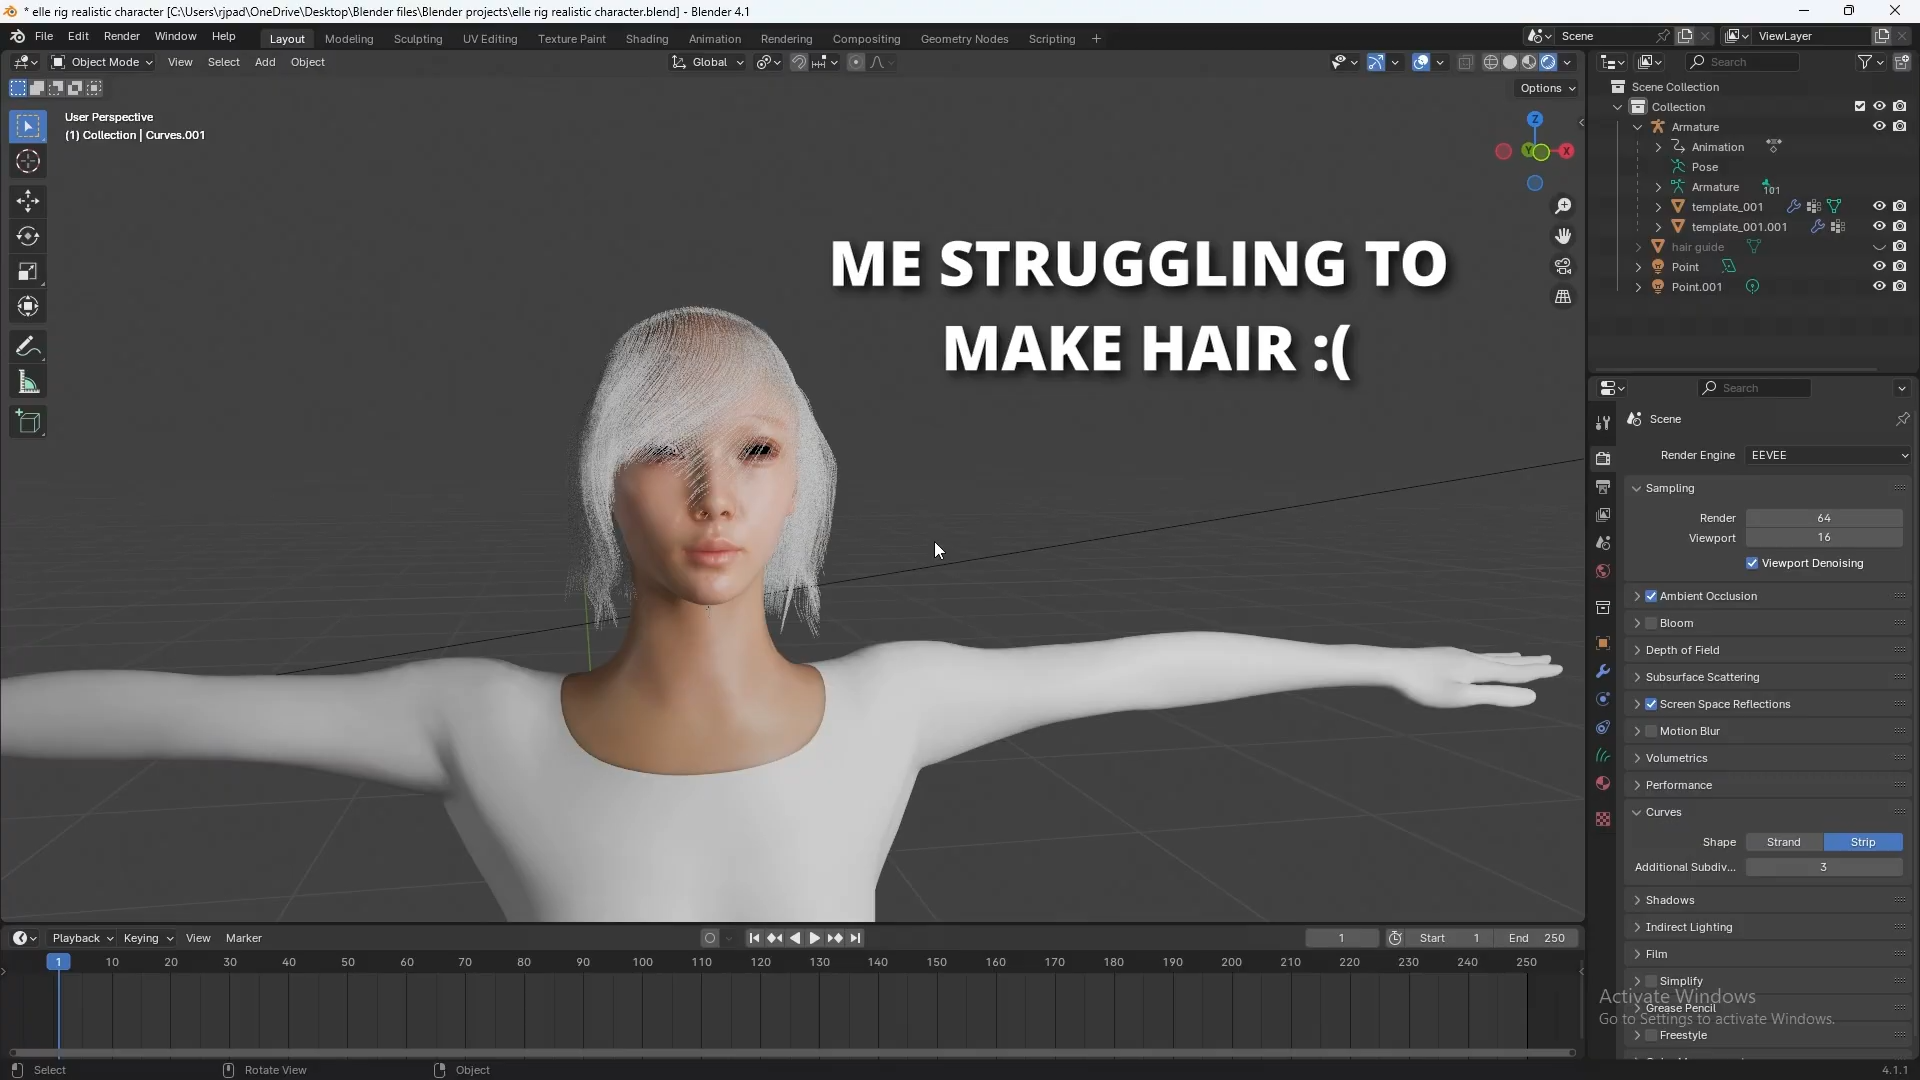 * elle rig realistic character [C:\Users\rjpad\OneDrive\Desktop\Blender files\Blender projects\elle rig realistic character.blend] - Blender 4.1
File Edit Render Window Help Layout Modeling Sculpting UV Editing Texture Paint Shading Animation Rendering Compositing Geometry Nodes Scripting + Scene ViewLayer
Object Mode View Select Add Object Global Search
Options
User Perspective
(1) Collection | Curves.001
Z
Y X
ME STRUGGLING TO
MAKE HAIR :(
Scene Collection
Collection
Armature
Animation
Pose
Armature 101
template_001
template_001.001
hair guide
Point
Point.001
Search
Scene
Render Engine EEVEE
Sampling
Render 64
Viewport 16
Viewport Denoising
Ambient Occlusion
Bloom
Depth of Field
Subsurface Scattering
Screen Space Reflections
Motion Blur
Volumetrics
Performance
Curves
Shape Strand Strip
Additional Subdiv... 3
Shadows
Indirect Lighting
Film
Simplify
Activate Windows
Grease Pencil
Go to Settings to activate Windows.
Freestyle
Playback Keying View Marker 1 Start 1 End 250
1 10 20 30 40 50 60 70 80 90 100 110 120 130 140 150 160 170 180 190 200 210 220 230 240 250
Select Rotate View Object 4.1.1